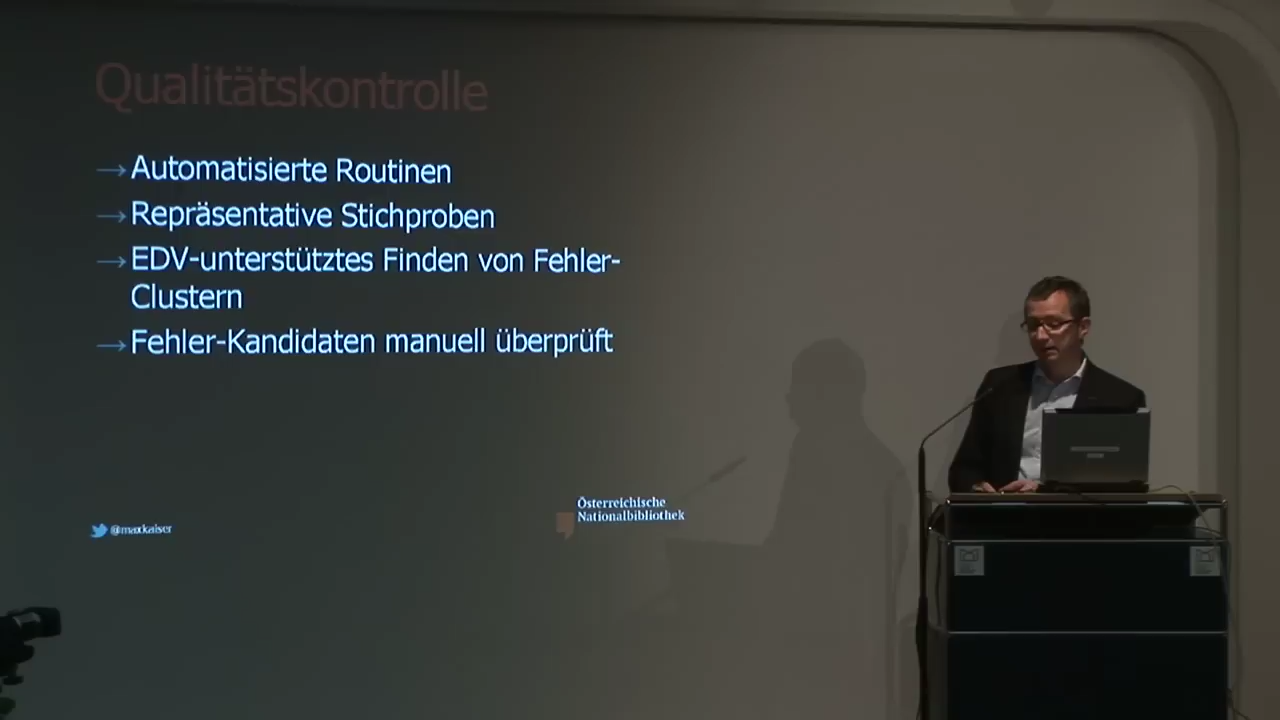 Qualitätskontrolle
→Automatisierte Routinen
→Repräsentative Stichproben
→EDV-unterstütztes Finden von Fehler-
Clustern
→Fehler-Kandidaten manuell überprüft
@maxkaiser
Österreichische
Nationalbibliothek